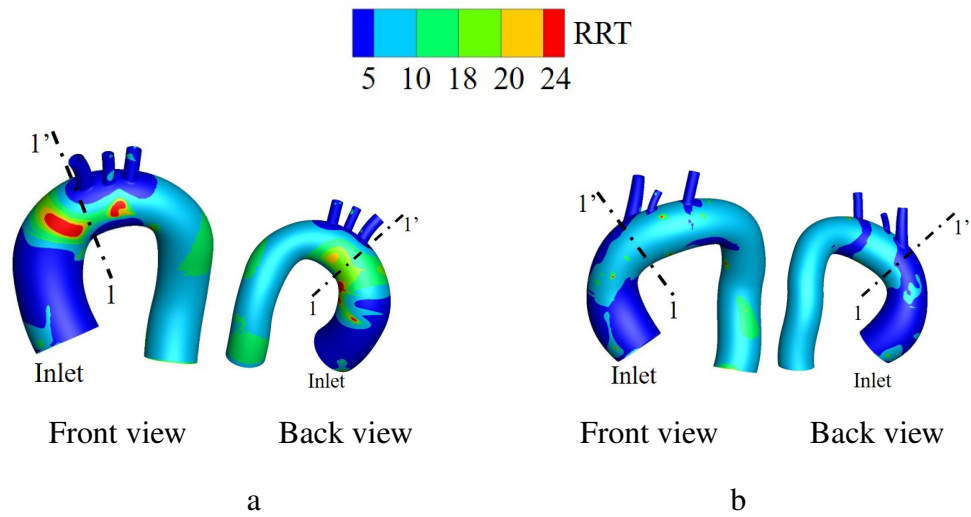 RRT
5 10 18 20 24
1'
1
Inlet
Front view
1'
1
Inlet
Back view
a
1'
1
Inlet
Front view
1'
1
Inlet
Back view
b